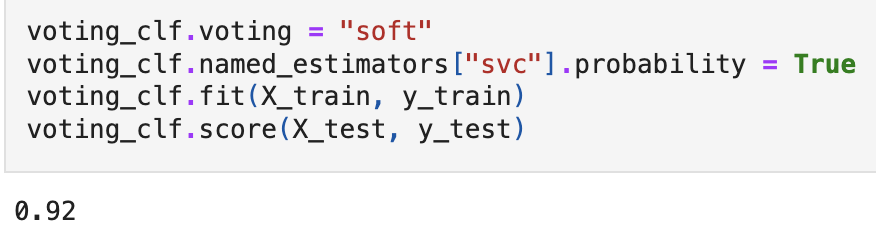 voting_clf.voting = "soft"
voting_clf.named_estimators["svc"].probability = True
voting_clf.fit(X_train, y_train)
voting_clf.score(X_test, y_test)
0.92